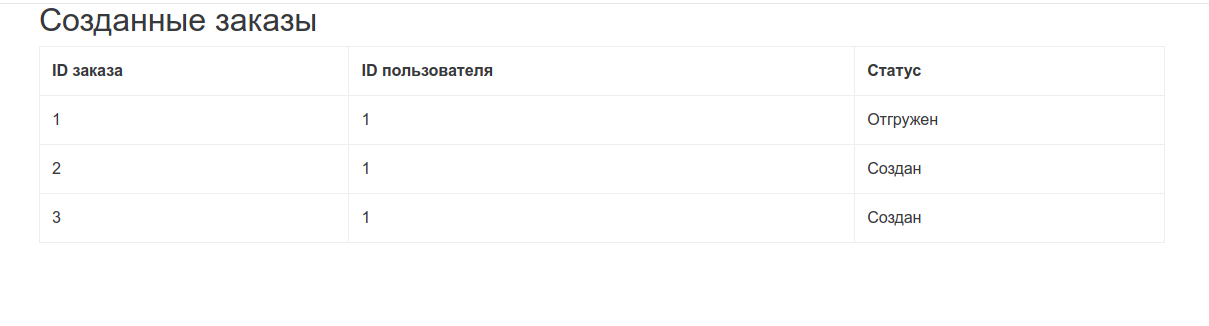 Созданные заказы
ID заказа ID пользователя Статус
1 1 Отгружен
2 1 Создан
3 1 Создан